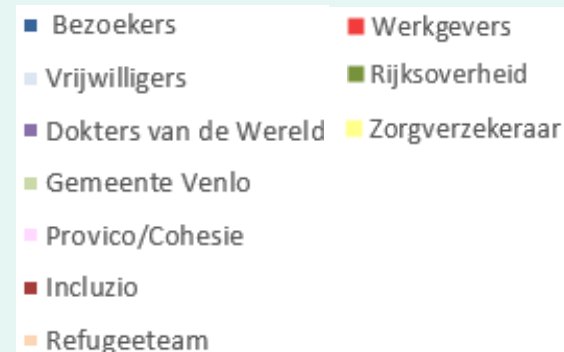 Bezoekers
Vrijwilligers
Dokters van de Wereld
Gemeente Venlo
Provico/Cohesie
Incluzio
Refugeeteam
Werkgevers
Rijksoverheid
Zorgverzekeraar